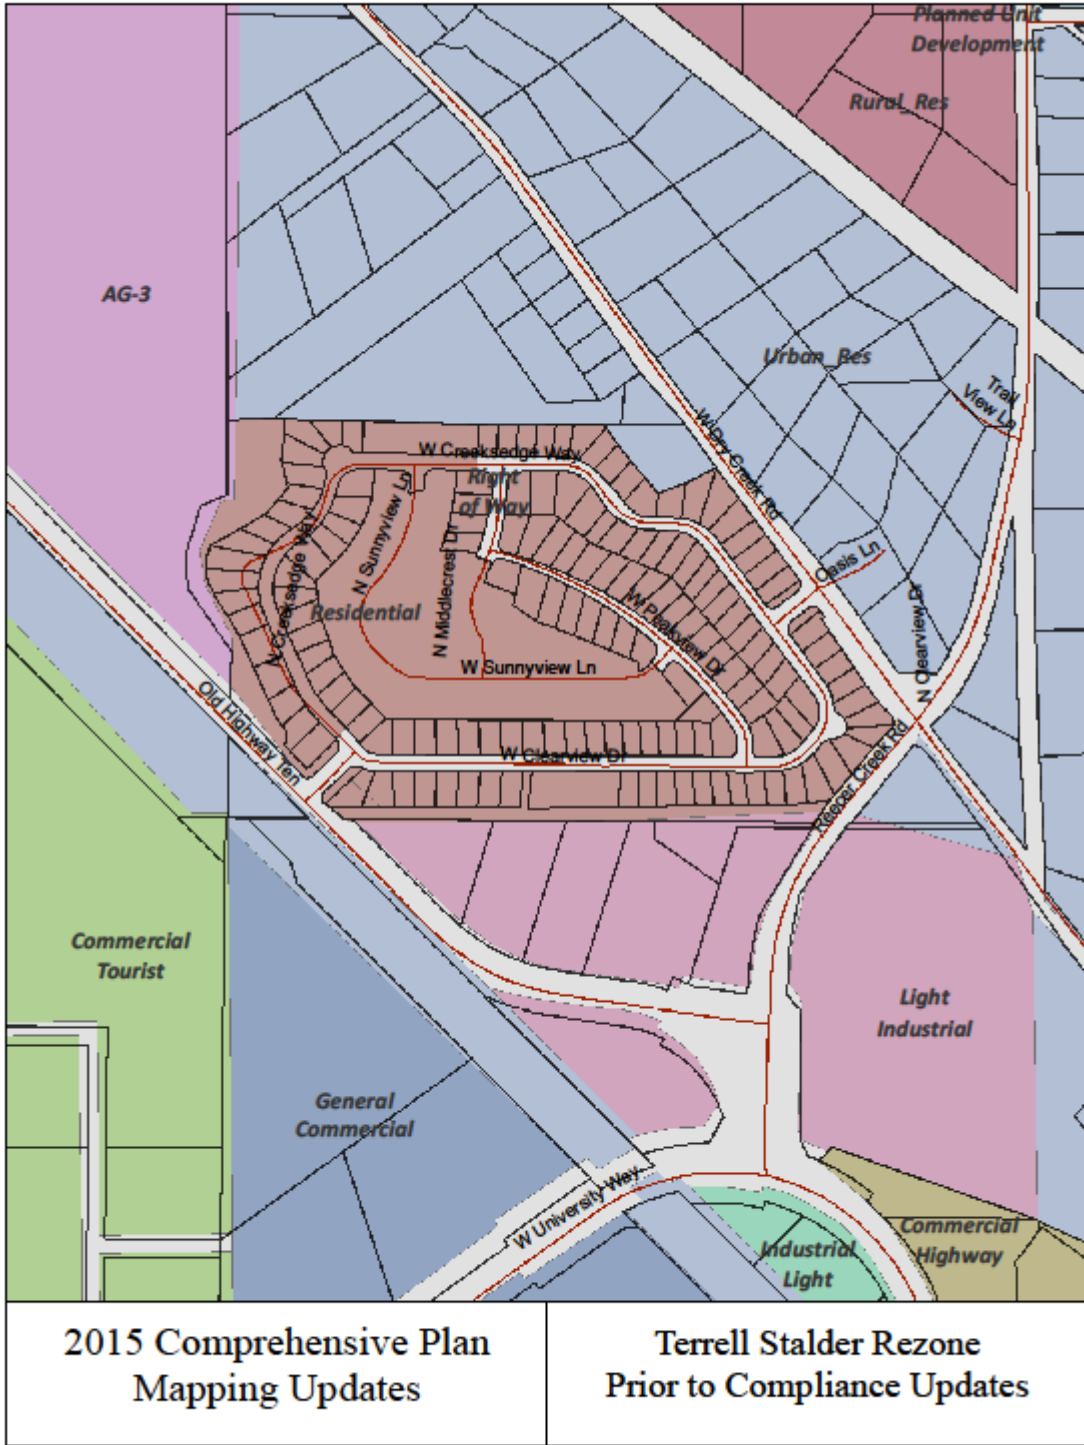 Planned Unit
Development
Rural_Res
AG-3
Urban_Res
Trail
View Ln
W Dry Creek Rd
W Creeksedge Way
Right
of Way
N Sunnyview Ln
N Middlecrest Dr
N Creeksedge Way
Oasis Ln
Residential
W Peakview Dr
N Clearview Dr
W Sunnyview Ln
Old Highway Ten
W Clearview Dr
Reecer Creek Rd
Commercial
Tourist
Light
Industrial
General
Commercial
W University Way
Commercial
Highway
Industrial
Light
2015 Comprehensive Plan
Mapping Updates
Terrell Stalder Rezone
Prior to Compliance Updates